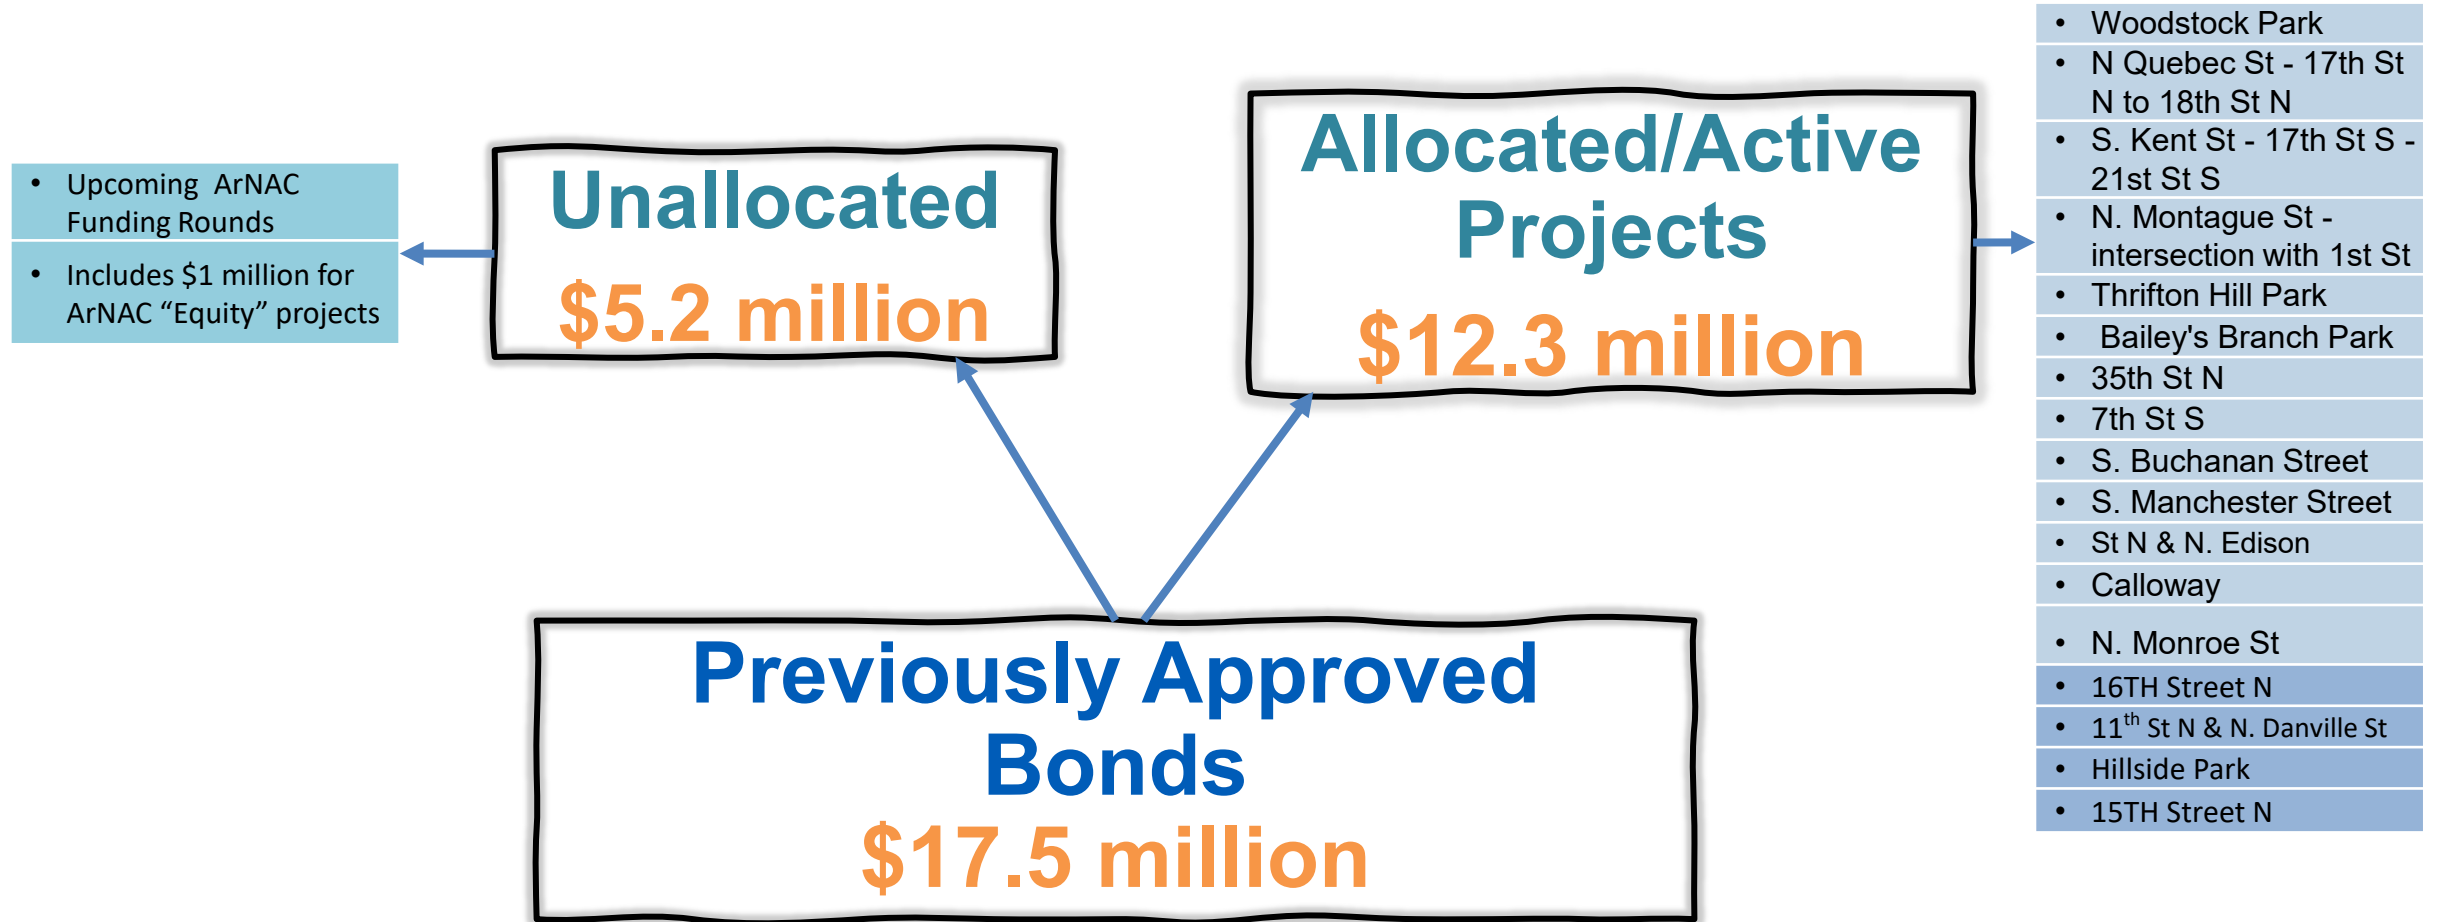 • Upcoming ArNAC
Funding Rounds
• Includes $1 million for
ArNAC “Equity” projects
Unallocated
$5.2 million
Allocated/Active
Projects
$12.3 million
Previously Approved
Bonds
$17.5 million
• Woodstock Park
• N Quebec St - 17th St
N to 18th St N
• S. Kent St - 17th St S -
21st St S
• N. Montague St -
intersection with 1st St
• Thrifton Hill Park
• Bailey's Branch Park
• 35th St N
• 7th St S
• S. Buchanan Street
• S. Manchester Street
• St N & N. Edison
• Calloway
• N. Monroe St
• 16TH Street N
• 11th St N & N. Danville St
• Hillside Park
• 15TH Street N